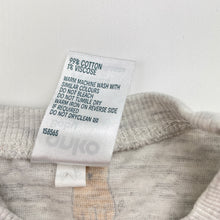 99% COTTON
1% VISCOSE
WARM MACHINE WASH WITH
SIMILAR COLOURS
DO NOT BLEACH
DO NOT TUMBLE DRY
WARM IRON ON REVERSE SIDE
IF REQUIRED
DO NOT DRYCLEAN
158565